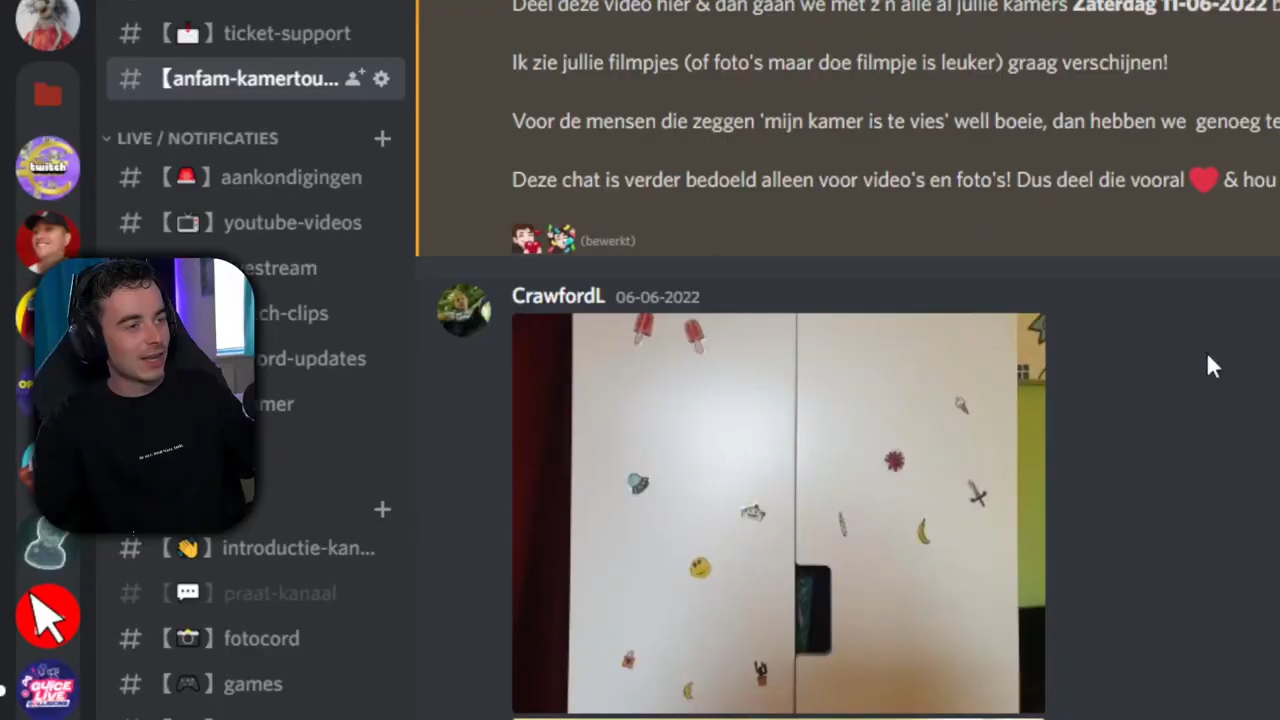 # 【📩】 ticket-support
# 【anfam-kamertou...
LIVE / NOTIFICATIES
# 【🚨】 aankondigingen
# 【📺】 youtube-videos
estream
ch-clips
ord-updates
mer
# 【👋】 introductie-kan...
# 【💬】 praat-kanaal
# 【📷】 fotocord
# 【🎮】 games
twitch
QUICE
LIVE
Deel deze video hier & dan gaan we met z'n alle al jullie kamers Zaterdag 11-06-2022
Ik zie jullie filmpjes (of foto's maar doe filmpje is leuker) graag verschijnen!
Voor de mensen die zeggen 'mijn kamer is te vies' well boeie, dan hebben we genoeg te
Deze chat is verder bedoeld alleen voor video's en foto's! Dus deel die vooral ❤️ & hou
(bewerkt)
CrawfordL 06-06-2022